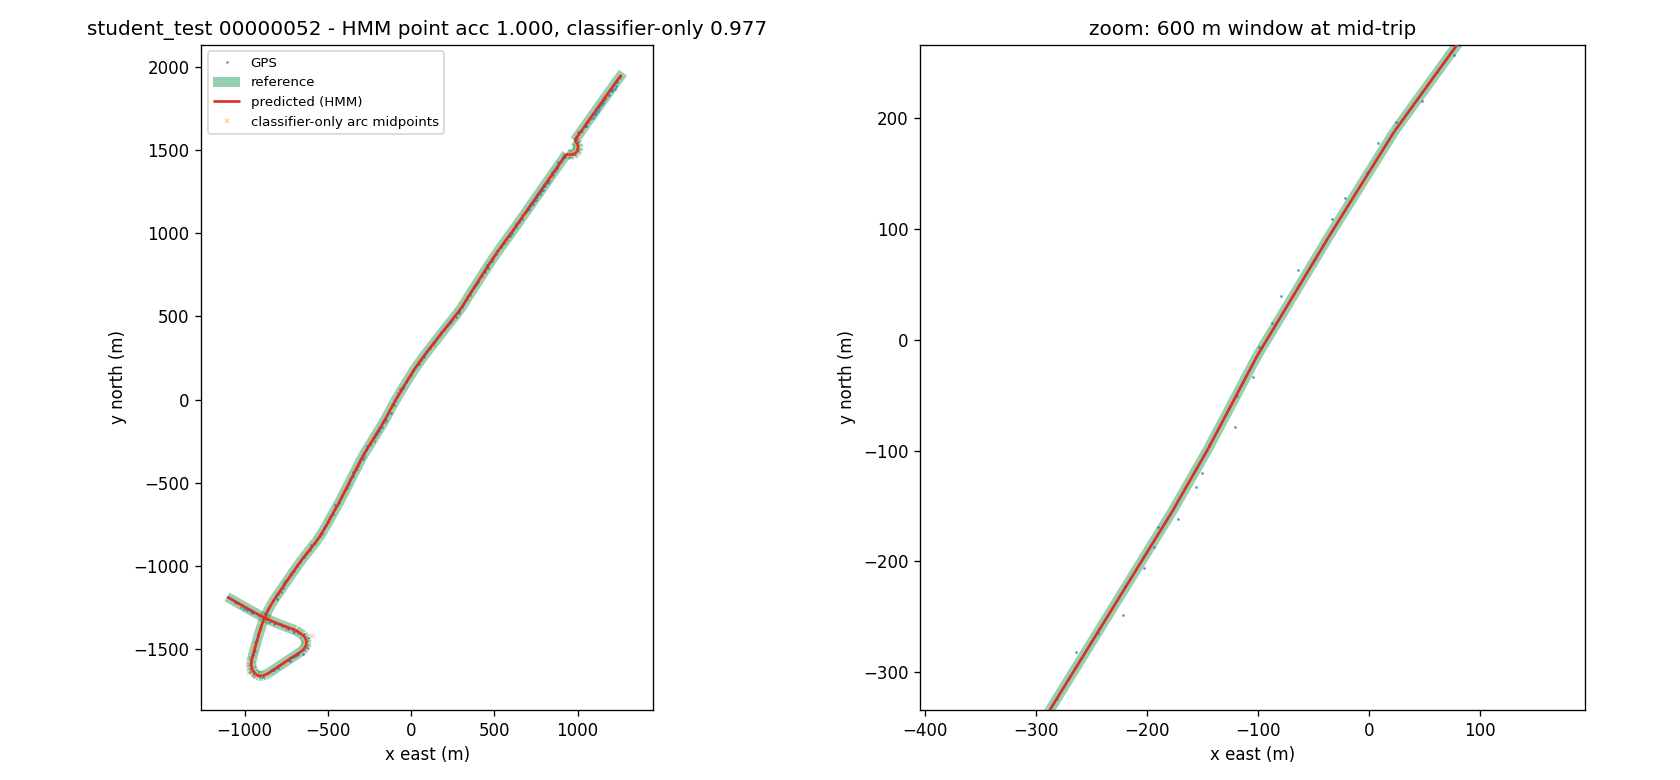 student_test 00000052 - HMM point acc 1.000, classifier-only 0.977
GPS
reference
predicted (HMM)
classifier-only arc midpoints
2000
1500
1000
500
0
−500
−1000
−1500
y north (m)
−1000 −500 0 500 1000
x east (m)
zoom: 600 m window at mid-trip
200
100
0
−100
−200
−300
y north (m)
−400 −300 −200 −100 0 100
x east (m)